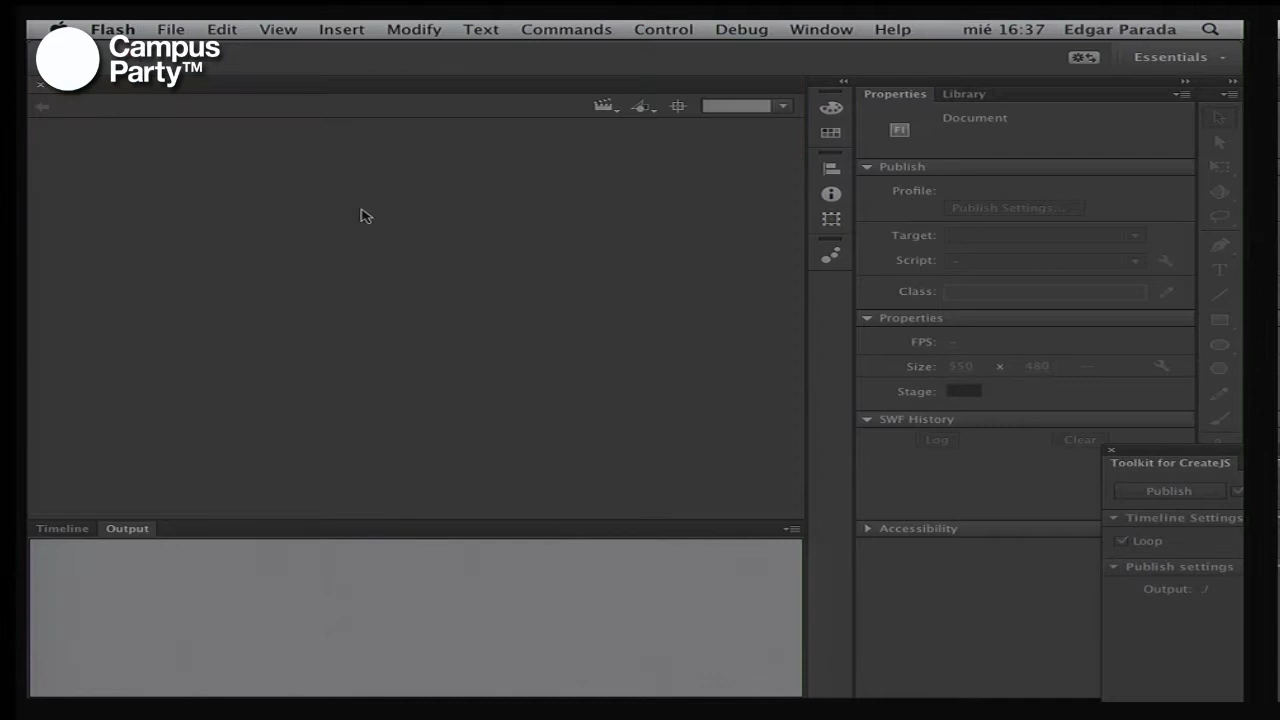 Flash File Edit View Insert Modify Text Commands Control Debug Window Help mié 16:37 Edgar Parada
Campus
Party™
Essentials
Properties Library
Document
Fl
Publish
Profile:
Publish Settings...
Target:
Script: -
Class:
Properties
FPS: -
Size: 550 x 480 --
Stage:
SWF History
Log Clear
Toolkit for CreateJS
Publish
Timeline Settings
Loop
Publish settings
Output: ./
Timeline Output
Accessibility